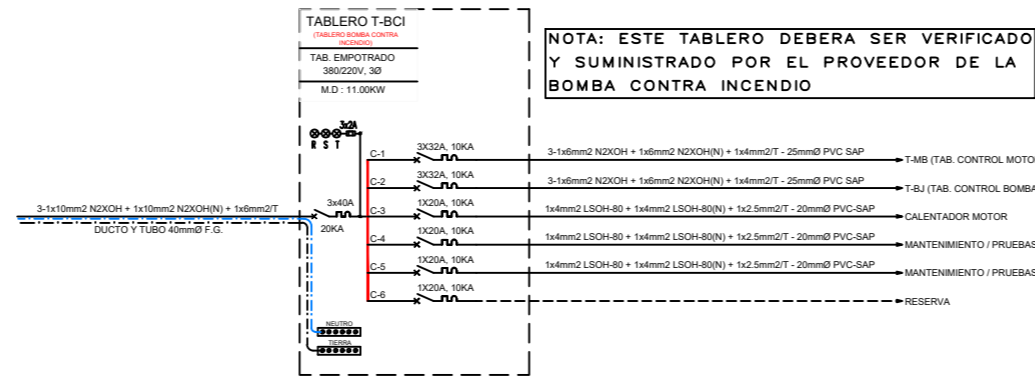 TABLERO T-BCI
(TABLERO BOMBA CONTRA
INCENDIO)
TAB. EMPOTRADO
380/220V, 3Ø
M.D : 11.00KW
NOTA: ESTE TABLERO DEBERA SER VERIFICADO
Y SUMINISTRADO POR EL PROVEEDOR DE LA
BOMBA CONTRA INCENDIO
3x2A
R S T
C-1 3X32A, 10KA 3-1x6mm2 N2XOH + 1x6mm2 N2XOH(N) + 1x4mm2/T - 25mmØ PVC SAP T-MB (TAB. CONTROL MOTO
C-2 3X32A, 10KA 3-1x6mm2 N2XOH + 1x6mm2 N2XOH(N) + 1x4mm2/T - 25mmØ PVC SAP T-BJ (TAB. CONTROL BOMBA
3-1x10mm2 N2XOH + 1x10mm2 N2XOH(N) + 1x6mm2/T 3x40A C-3 1X20A, 10KA 1x4mm2 LSOH-80 + 1x4mm2 LSOH-80(N) + 1x2.5mm2/T - 20mmØ PVC-SAP CALENTADOR MOTOR
DUCTO Y TUBO 40mmØ F.G. 20KA
C-4 1X20A, 10KA 1x4mm2 LSOH-80 + 1x4mm2 LSOH-80(N) + 1x2.5mm2/T - 20mmØ PVC-SAP MANTENIMIENTO / PRUEBAS
C-5 1X20A, 10KA 1x4mm2 LSOH-80 + 1x4mm2 LSOH-80(N) + 1x2.5mm2/T - 20mmØ PVC-SAP MANTENIMIENTO / PRUEBAS
C-6 1X20A, 10KA RESERVA
NEUTRO
TIERRA